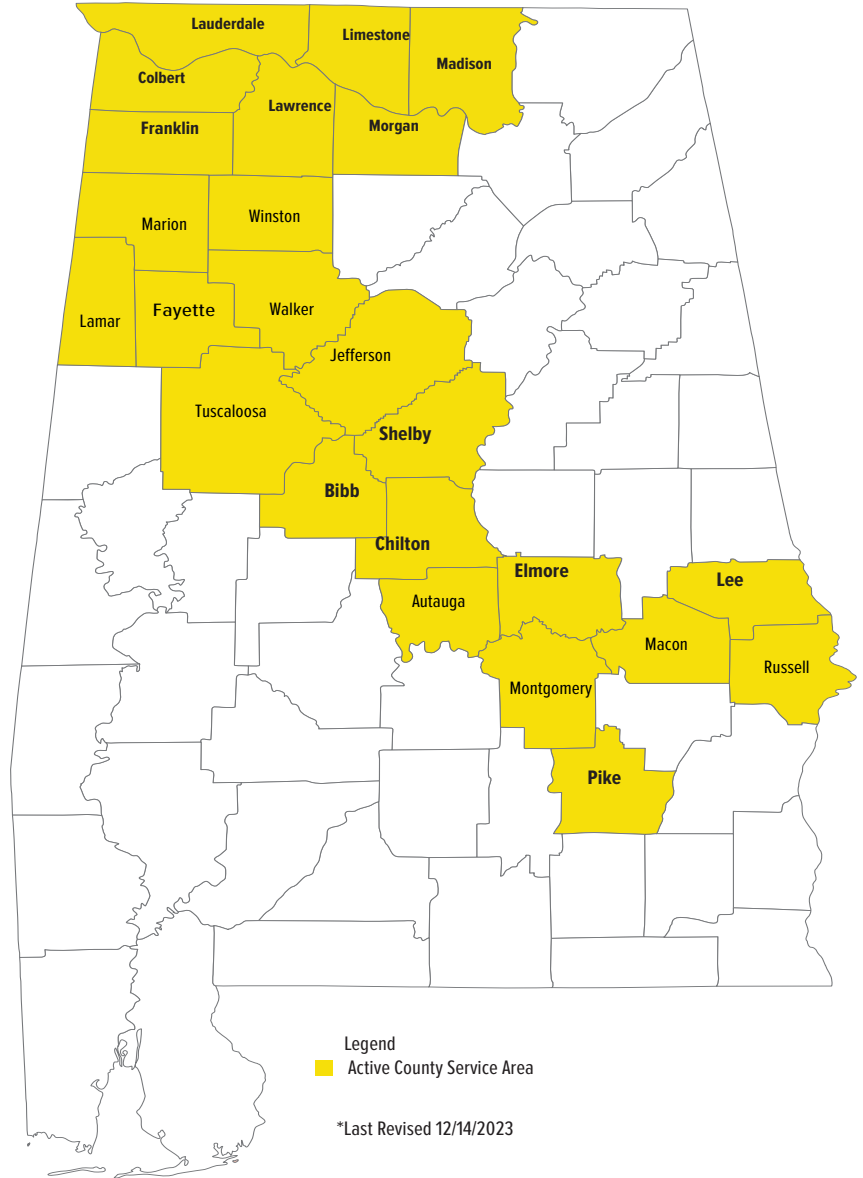 Lauderdale
Limestone
Madison
Colbert
Lawrence
Franklin
Morgan
Marion
Winston
Lamar
Fayette
Walker
Jefferson
Tuscaloosa
Shelby
Bibb
Chilton
Elmore
Lee
Autauga
Macon
Russell
Montgomery
Pike
Legend
Active County Service Area
*Last Revised 12/14/2023